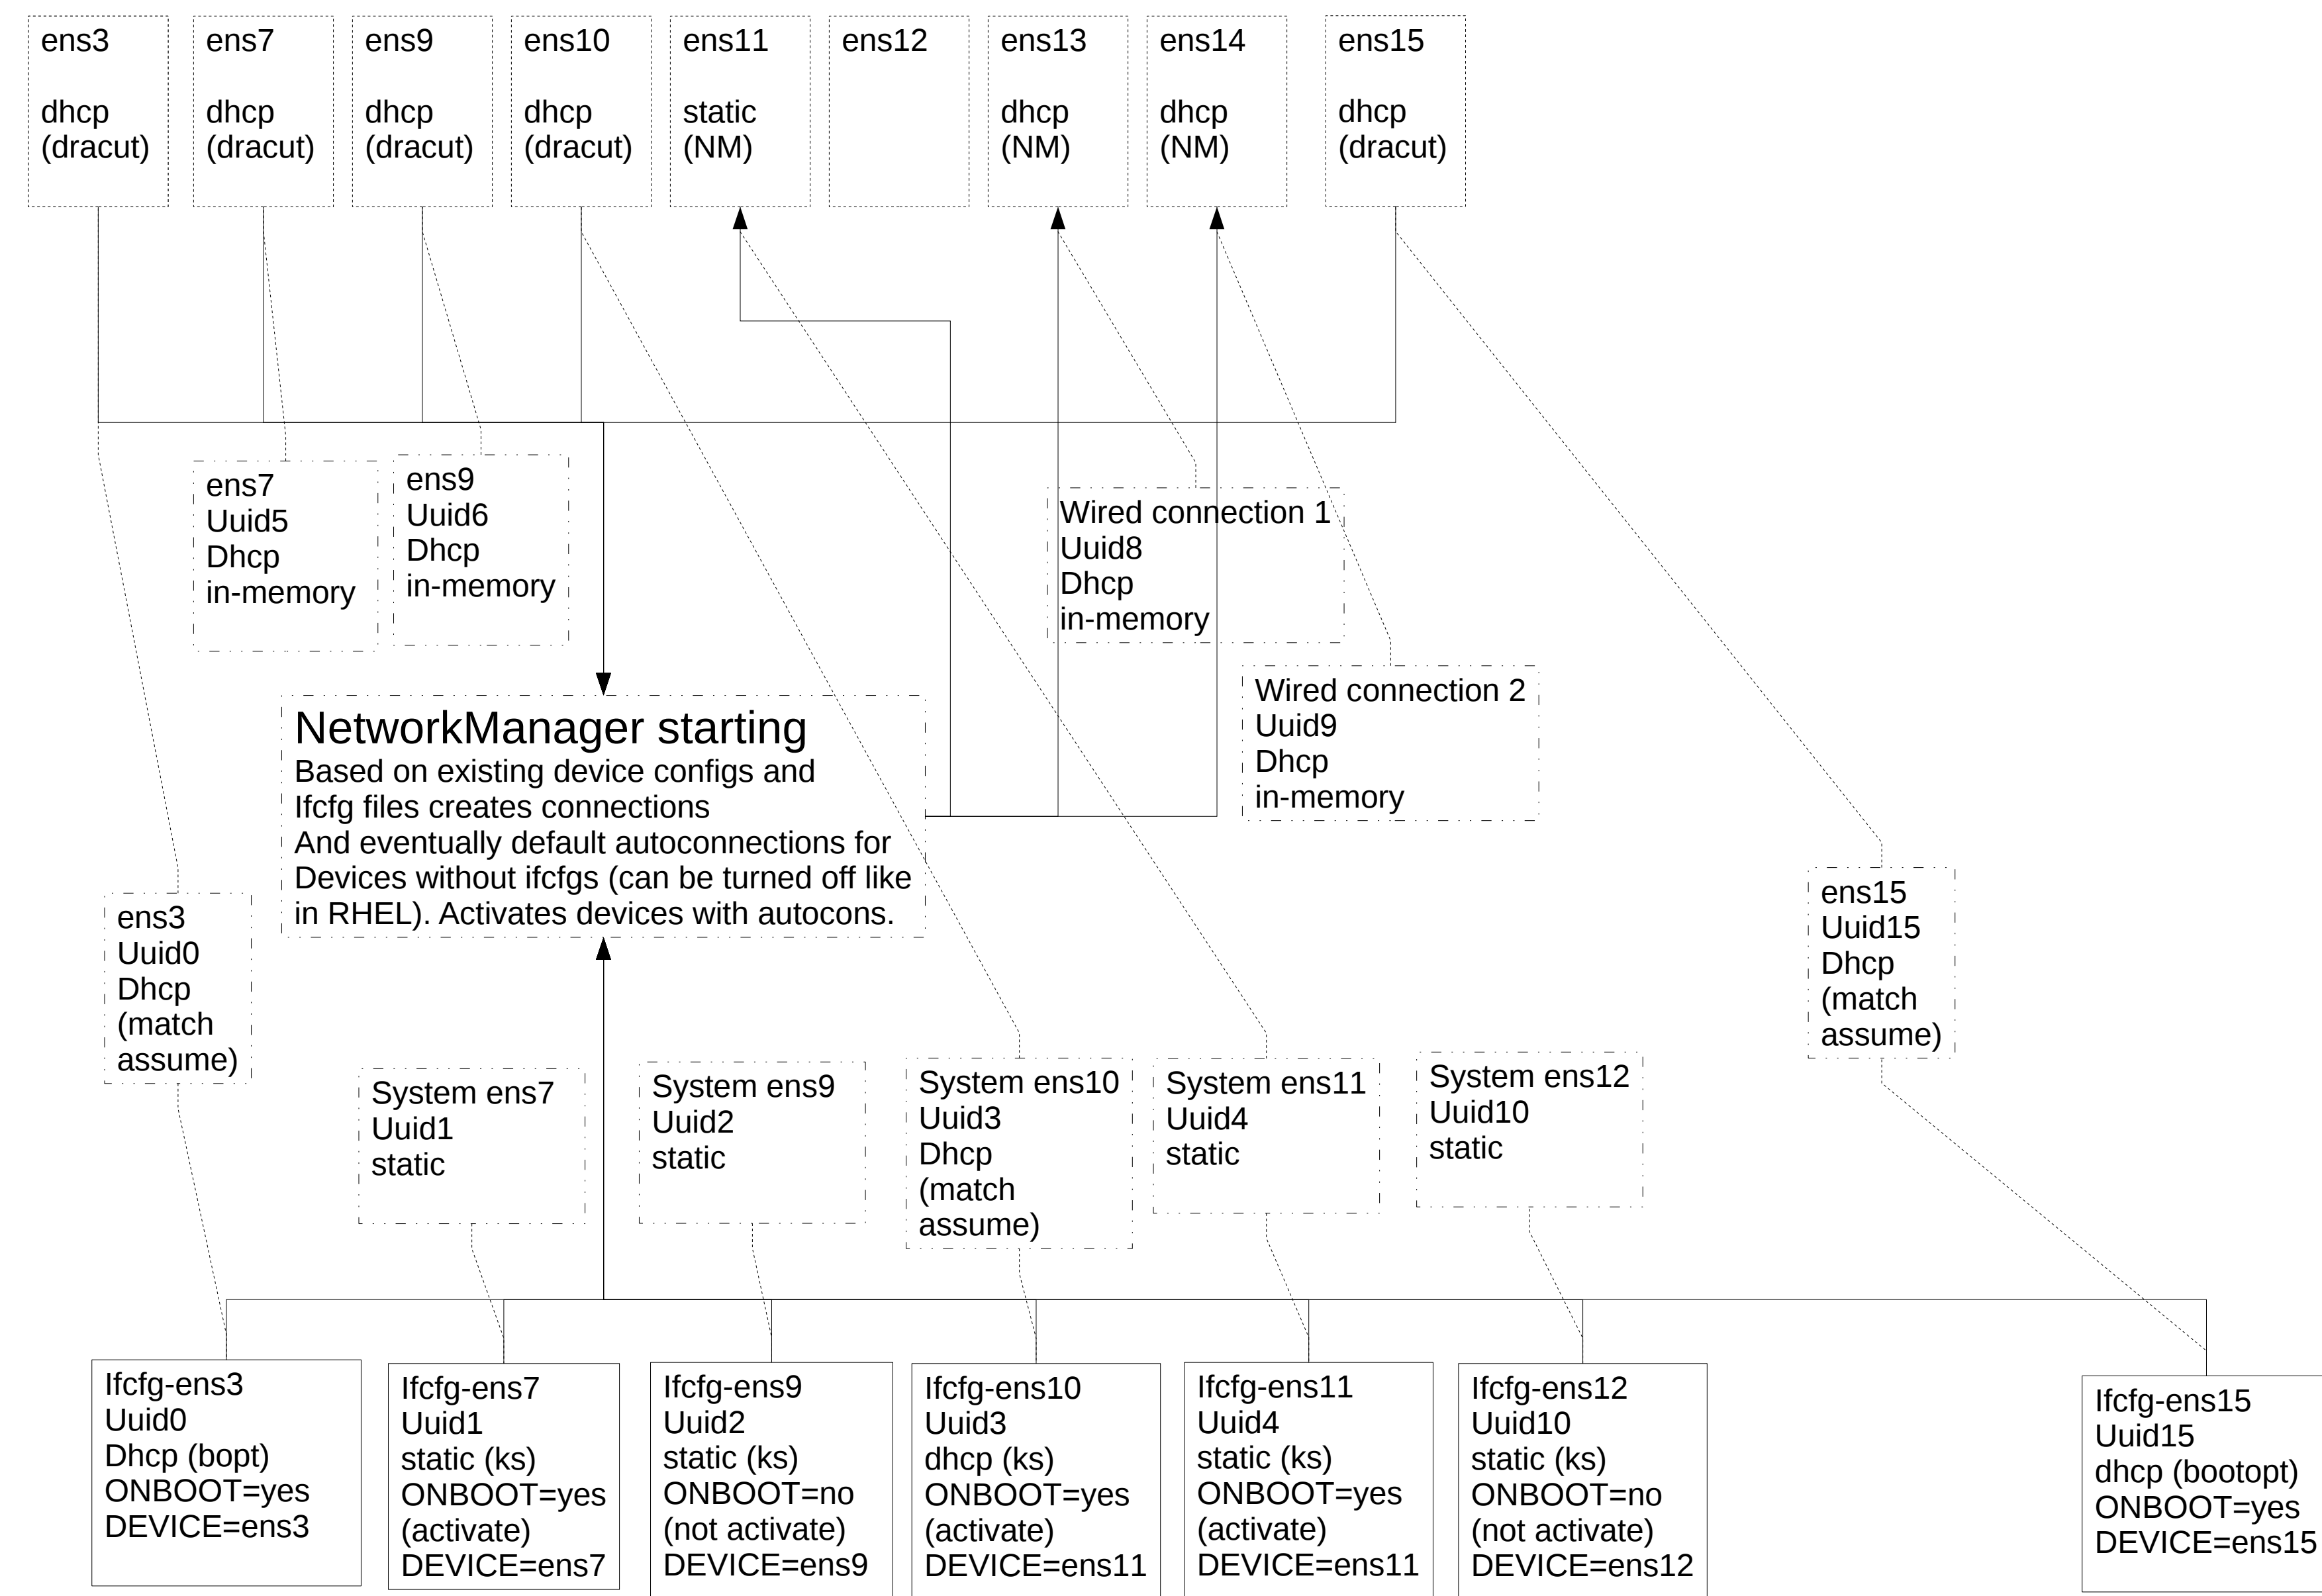 ens3
dhcp
(dracut)
ens7
dhcp
(dracut)
ens9
dhcp
(dracut)
ens10
dhcp
(dracut)
ens11
static
(NM)
ens12
ens13
dhcp
(NM)
ens14
dhcp
(NM)
ens15
dhcp
(dracut)
ens7
Uuid5
Dhcp
in-memory
ens9
Uuid6
Dhcp
in-memory
Wired connection 1
Uuid8
Dhcp
in-memory
Wired connection 2
Uuid9
Dhcp
in-memory
NetworkManager starting
Based on existing device configs and
Ifcfg files creates connections
And eventually default autoconnections for
Devices without ifcfgs (can be turned off like
in RHEL). Activates devices with autocons.
ens3
Uuid0
Dhcp
(match
assume)
ens15
Uuid15
Dhcp
(match
assume)
System ens7
Uuid1
static
System ens9
Uuid2
static
System ens10
Uuid3
Dhcp
(match
assume)
System ens11
Uuid4
static
System ens12
Uuid10
static
Ifcfg-ens3
Uuid0
Dhcp (bopt)
ONBOOT=yes
DEVICE=ens3
Ifcfg-ens7
Uuid1
static (ks)
ONBOOT=yes
(activate)
DEVICE=ens7
Ifcfg-ens9
Uuid2
static (ks)
ONBOOT=no
(not activate)
DEVICE=ens9
Ifcfg-ens10
Uuid3
dhcp (ks)
ONBOOT=yes
(activate)
DEVICE=ens11
Ifcfg-ens11
Uuid4
static (ks)
ONBOOT=yes
(activate)
DEVICE=ens11
Ifcfg-ens12
Uuid10
static (ks)
ONBOOT=no
(not activate)
DEVICE=ens12
Ifcfg-ens15
Uuid15
dhcp (bootopt)
ONBOOT=yes
DEVICE=ens15